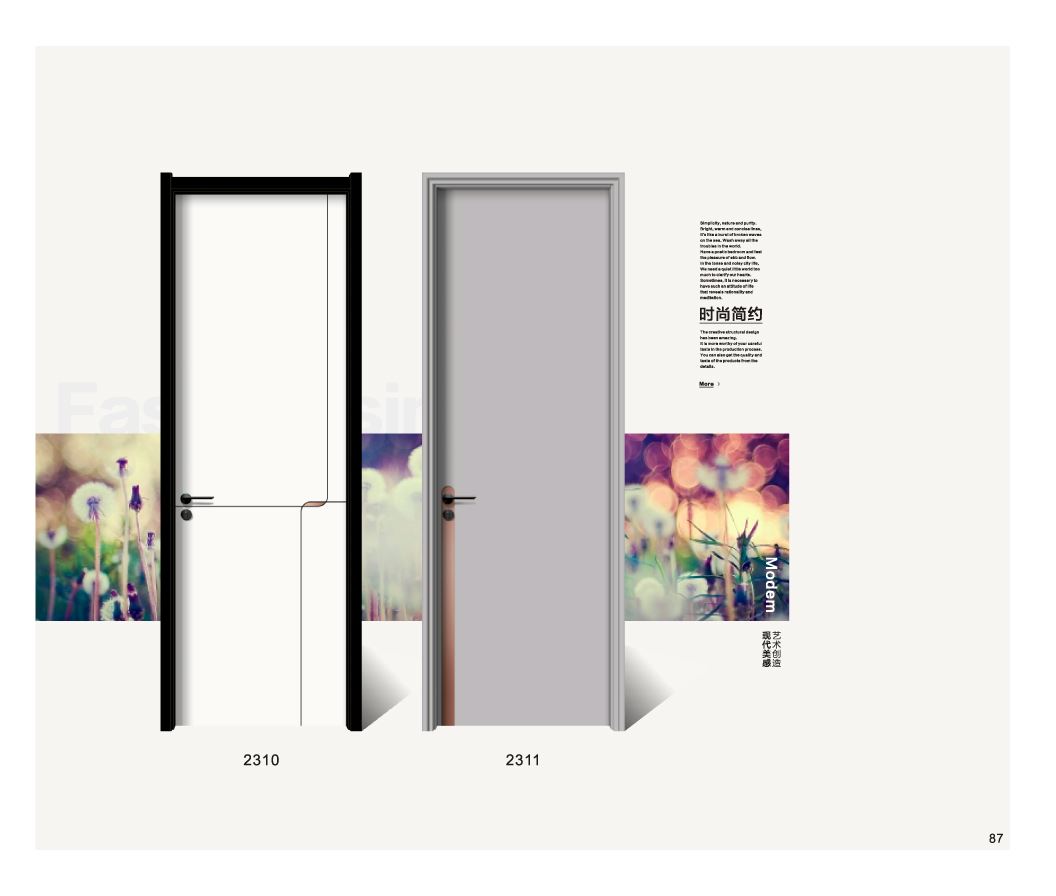 Simplicity, nature and purity.
Bright, warm and concise lines,
It's like a burst of broken waves
on the sea. Wash away all the
troubles in the world.
Have a poetic bedroom and feel
the pleasure of ebb and flow.
In the tense and noisy city life,
We need a quiet little world too
much to clarify our hearts.
Sometimes, it is necessary to
have such an attitude of life
that reveals rationality and
meditation.
时尚简约
The creative structural design
has been amazing.
It is more worthy of your careful
taste in the production process.
You can also get the quality and
taste of the products from the
details.
More
Modern
艺术创造
现代美感
2310
2311
87